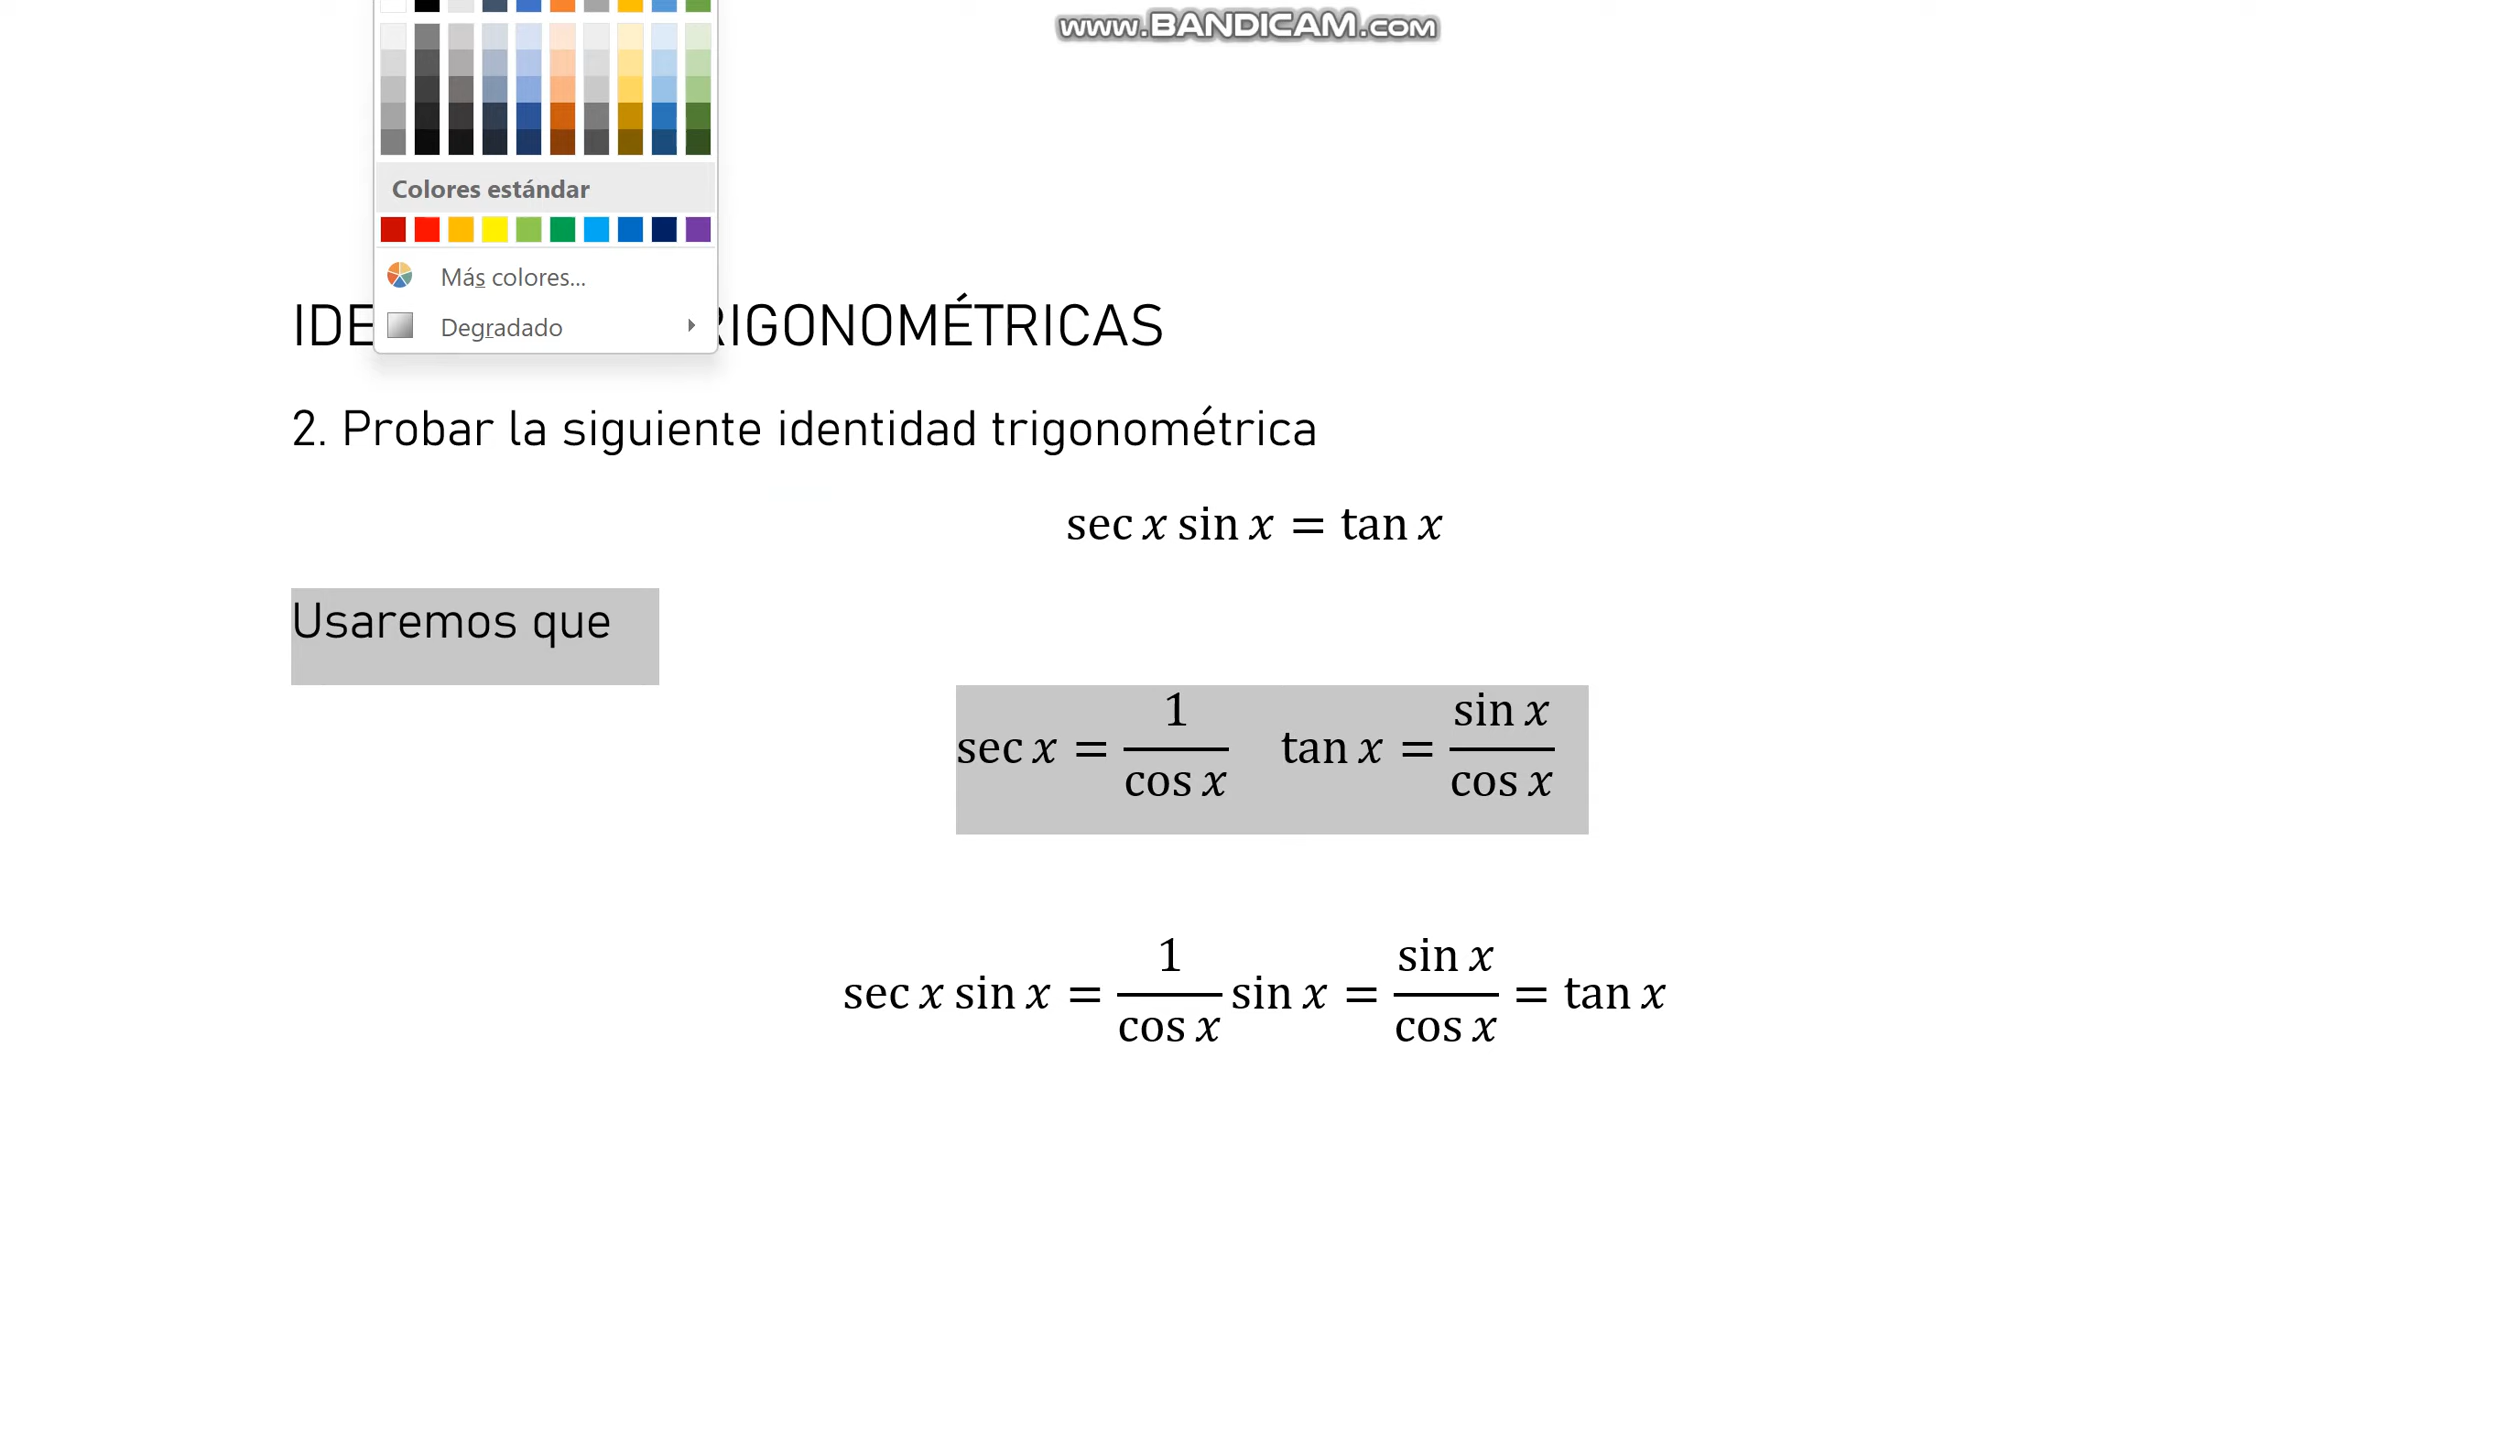 www.BANDICAM.com
Colores estándar
Más colores...
Degradado
IDE RIGONOMÉTRICAS
2. Probar la siguiente identidad trigonométrica
sec x sin x = tan x
Usaremos que
sec x = 1/cos x  tan x = sin x/cos x
sec x sin x = 1/cos x sin x = sin x/cos x = tan x